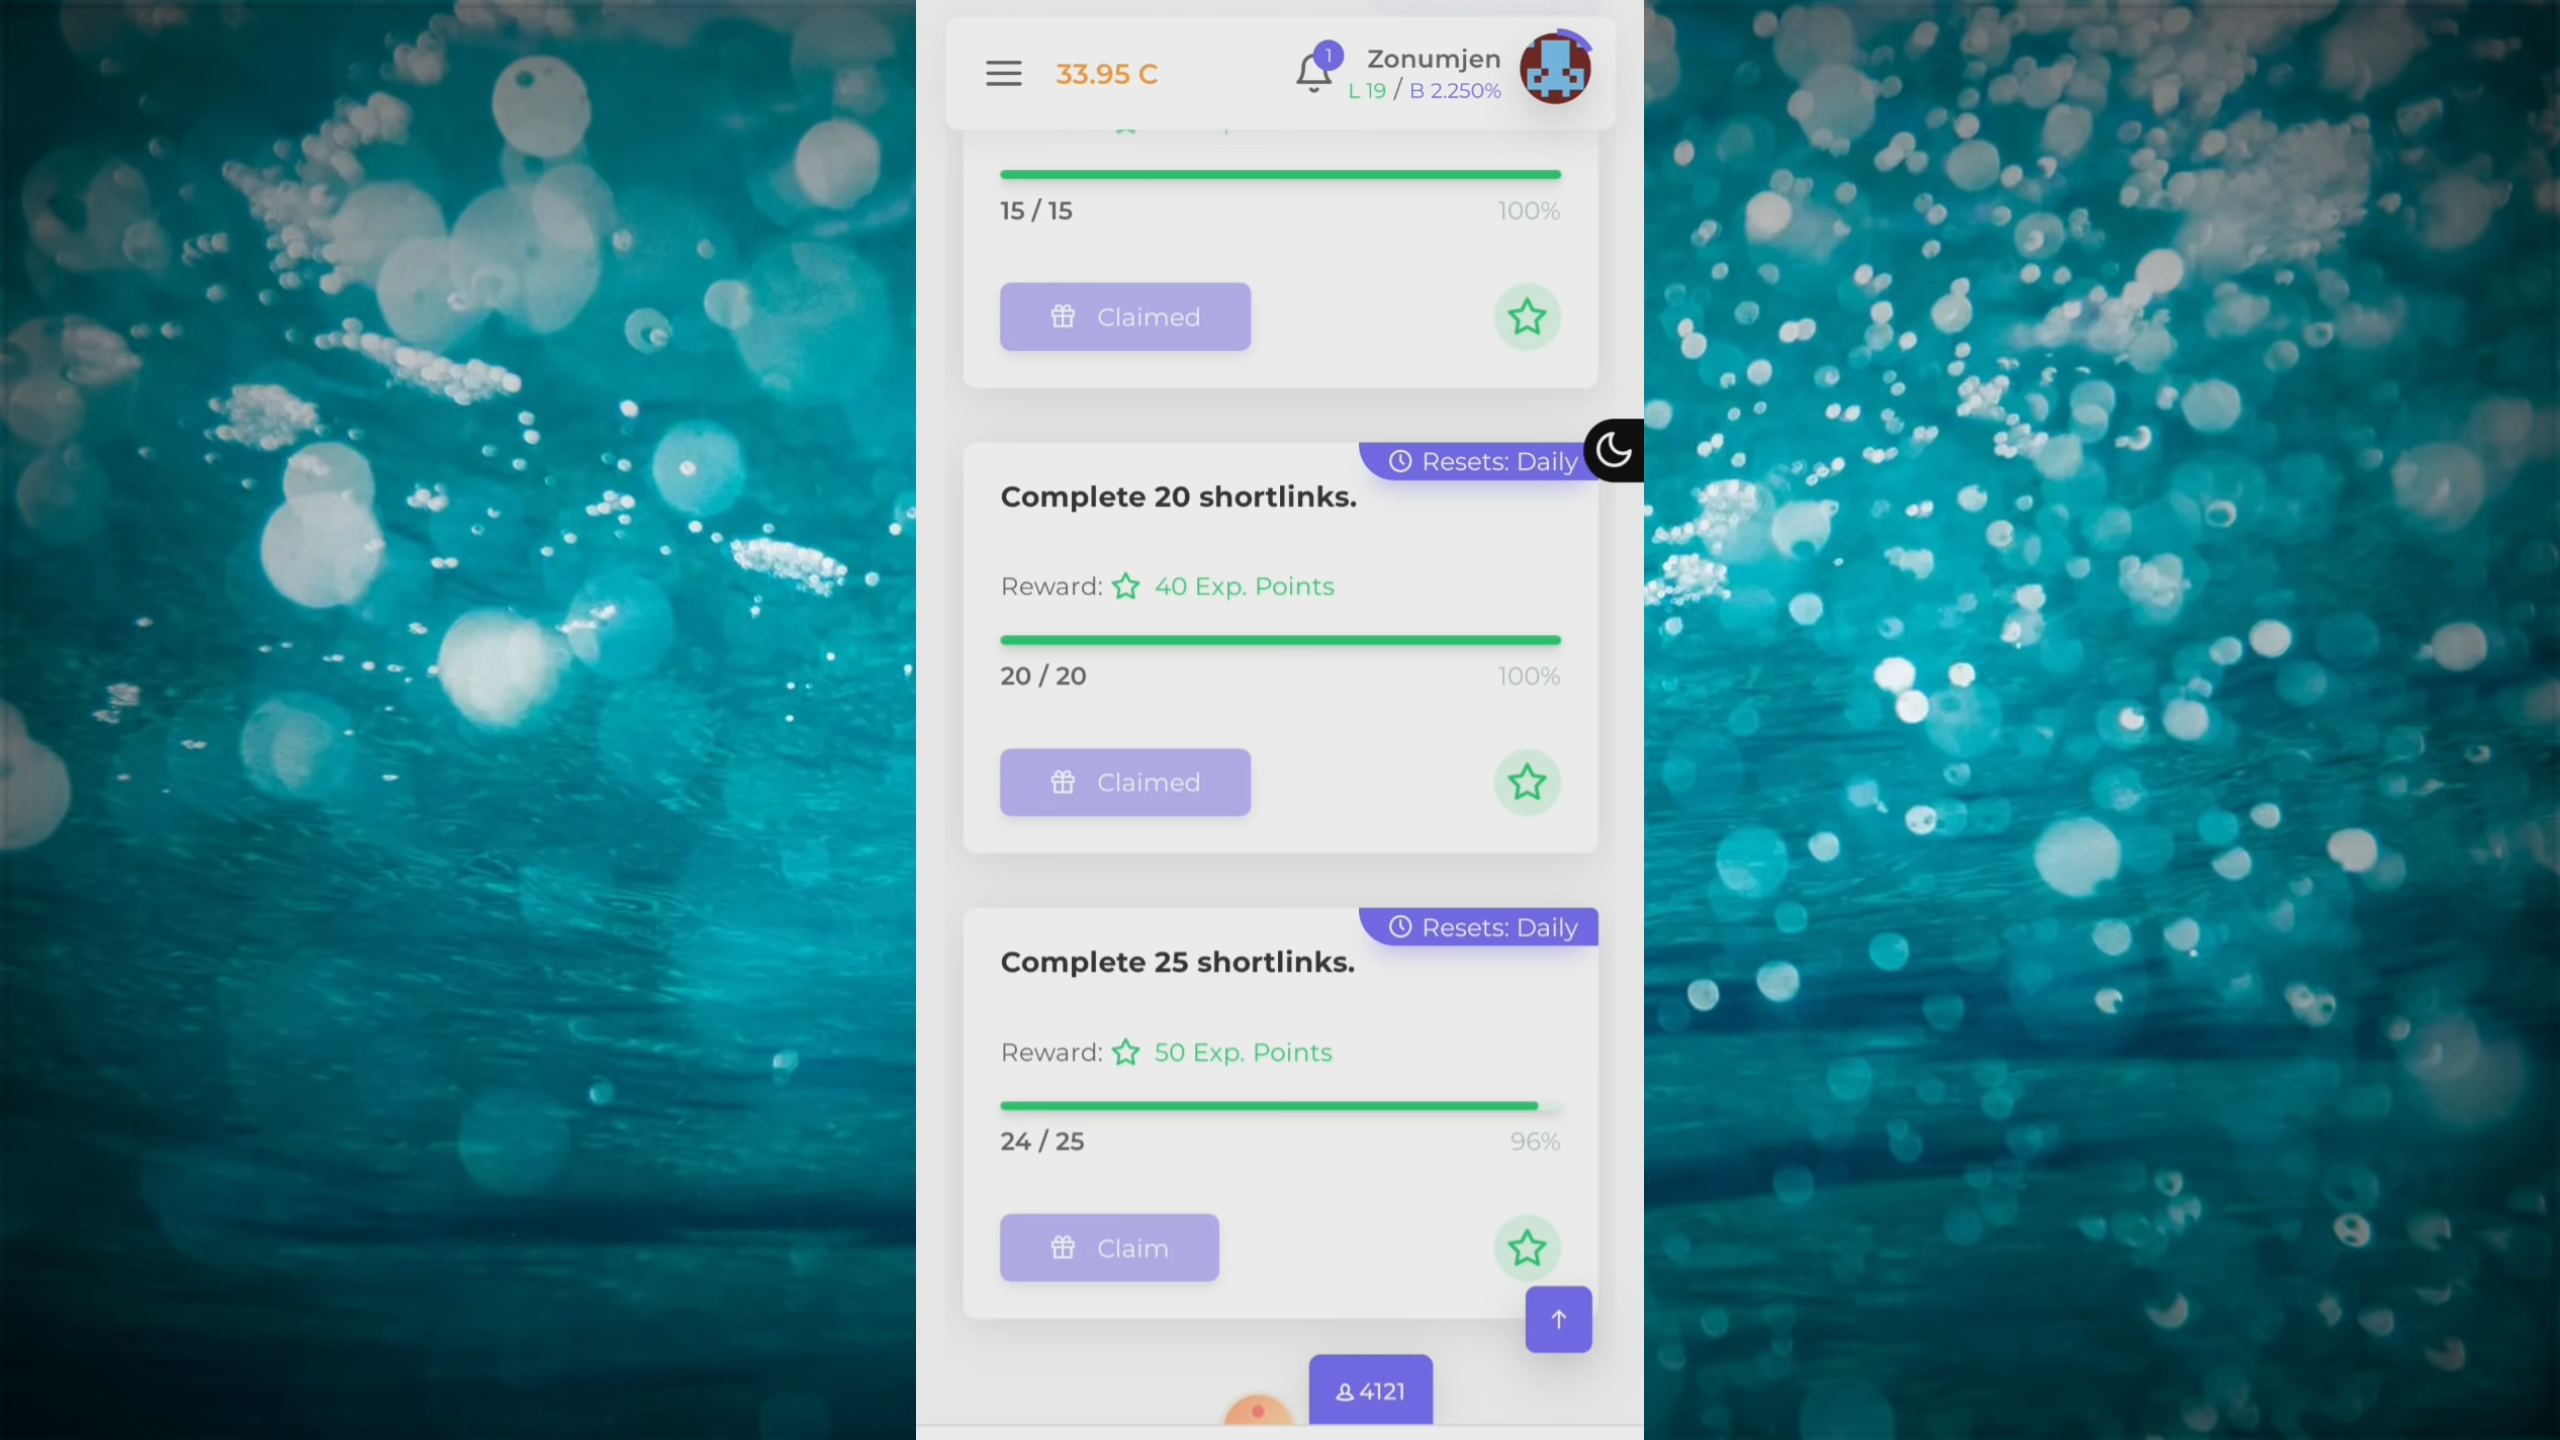 33.95 C
1
Zonumjen
L 19 / B 2.250%
15 / 15
100%
Claimed
Resets: Daily
Complete 20 shortlinks.
Reward: 40 Exp. Points
20 / 20
100%
Claimed
Resets: Daily
Complete 25 shortlinks.
Reward: 50 Exp. Points
24 / 25
96%
Claim
4121